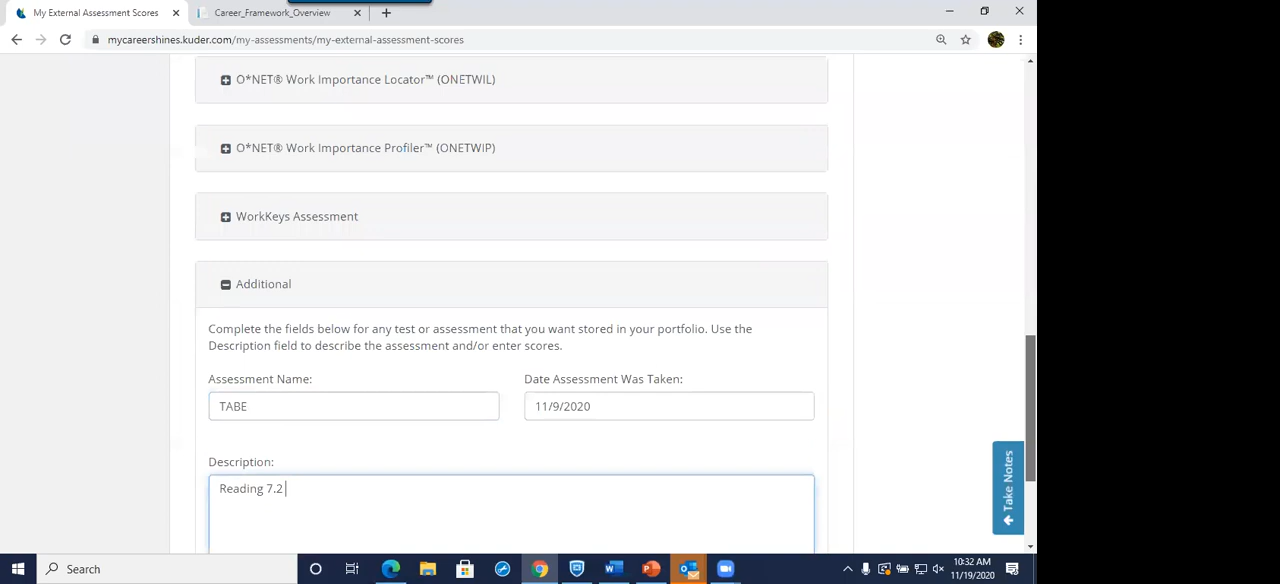 My External Assessment Scores
Career_Framework_Overview
mycareershines.kuder.com/my-assessments/my-external-assessment-scores
O*NET® Work Importance Locator™ (ONETWIL)
O*NET® Work Importance Profiler™ (ONETWIP)
WorkKeys Assessment
Additional
Complete the fields below for any test or assessment that you want stored in your portfolio. Use the
Description field to describe the assessment and/or enter scores.
Assessment Name:
Date Assessment Was Taken:
TABE
11/9/2020
Description:
Reading 7.2
Take Notes
Search
10:32 AM
11/19/2020